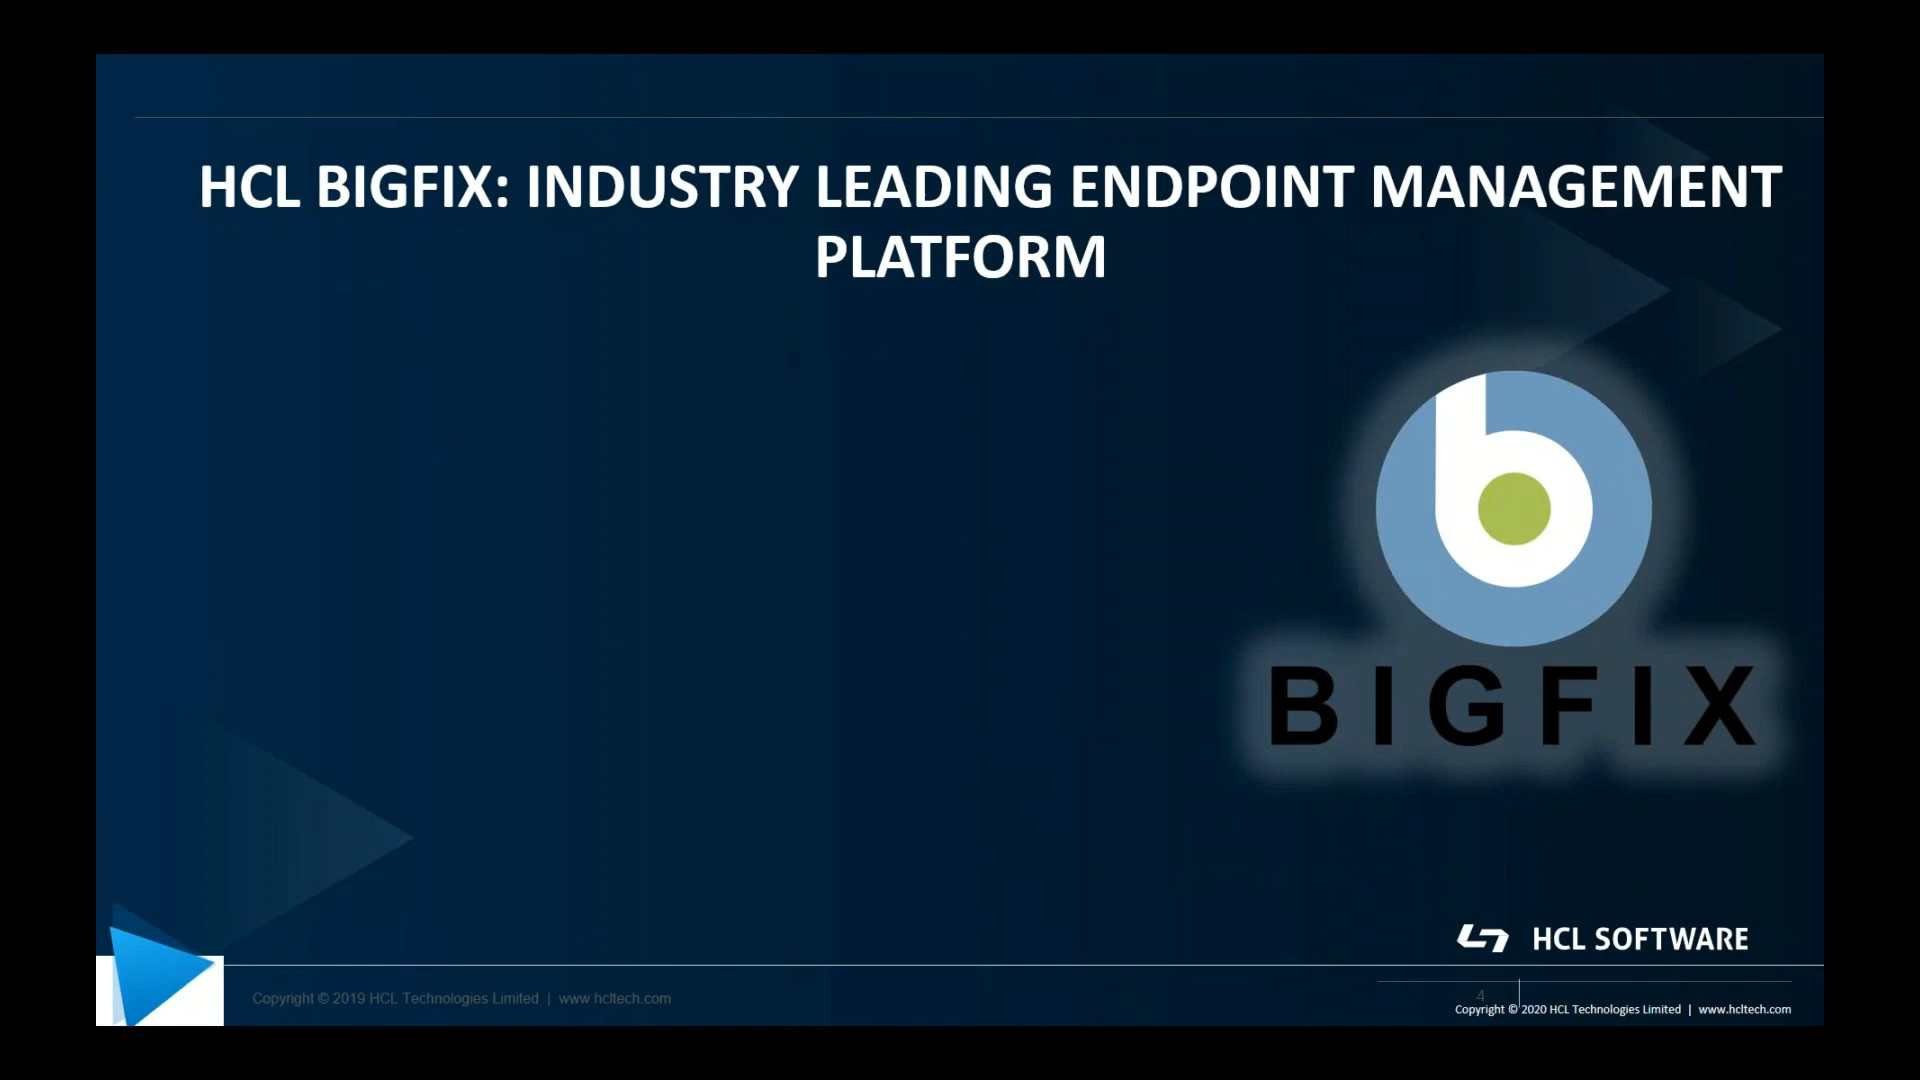 HCL BIGFIX: INDUSTRY LEADING ENDPOINT MANAGEMENT
PLATFORM
b
BIGFIX
HCL SOFTWARE
Copyright © 2019 HCL Technologies Limited | www.hcltech.com
4
Copyright © 2020 HCL Technologies Limited | www.hcltech.com